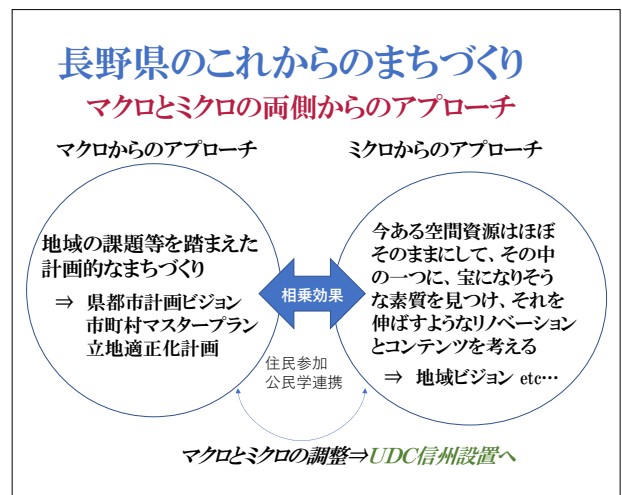 長野県のこれからのまちづくり
マクロとミクロの両側からのアプローチ
マクロからのアプローチ
ミクロからのアプローチ
地域の課題等を踏まえた
計画的なまちづくり
⇒ 県都市計画ビジョン
市町村マスタープラン
立地適正化計画
相乗効果
今ある空間資源はほぼ
そのままにして、その中
の一つに、宝になりそう
な素質を見つけ、それを
伸ばすようなリノベーション
とコンテンツを考える
⇒ 地域ビジョン etc…
住民参加
公民学連携
マクロとミクロの調整⇒UDC信州設置へ